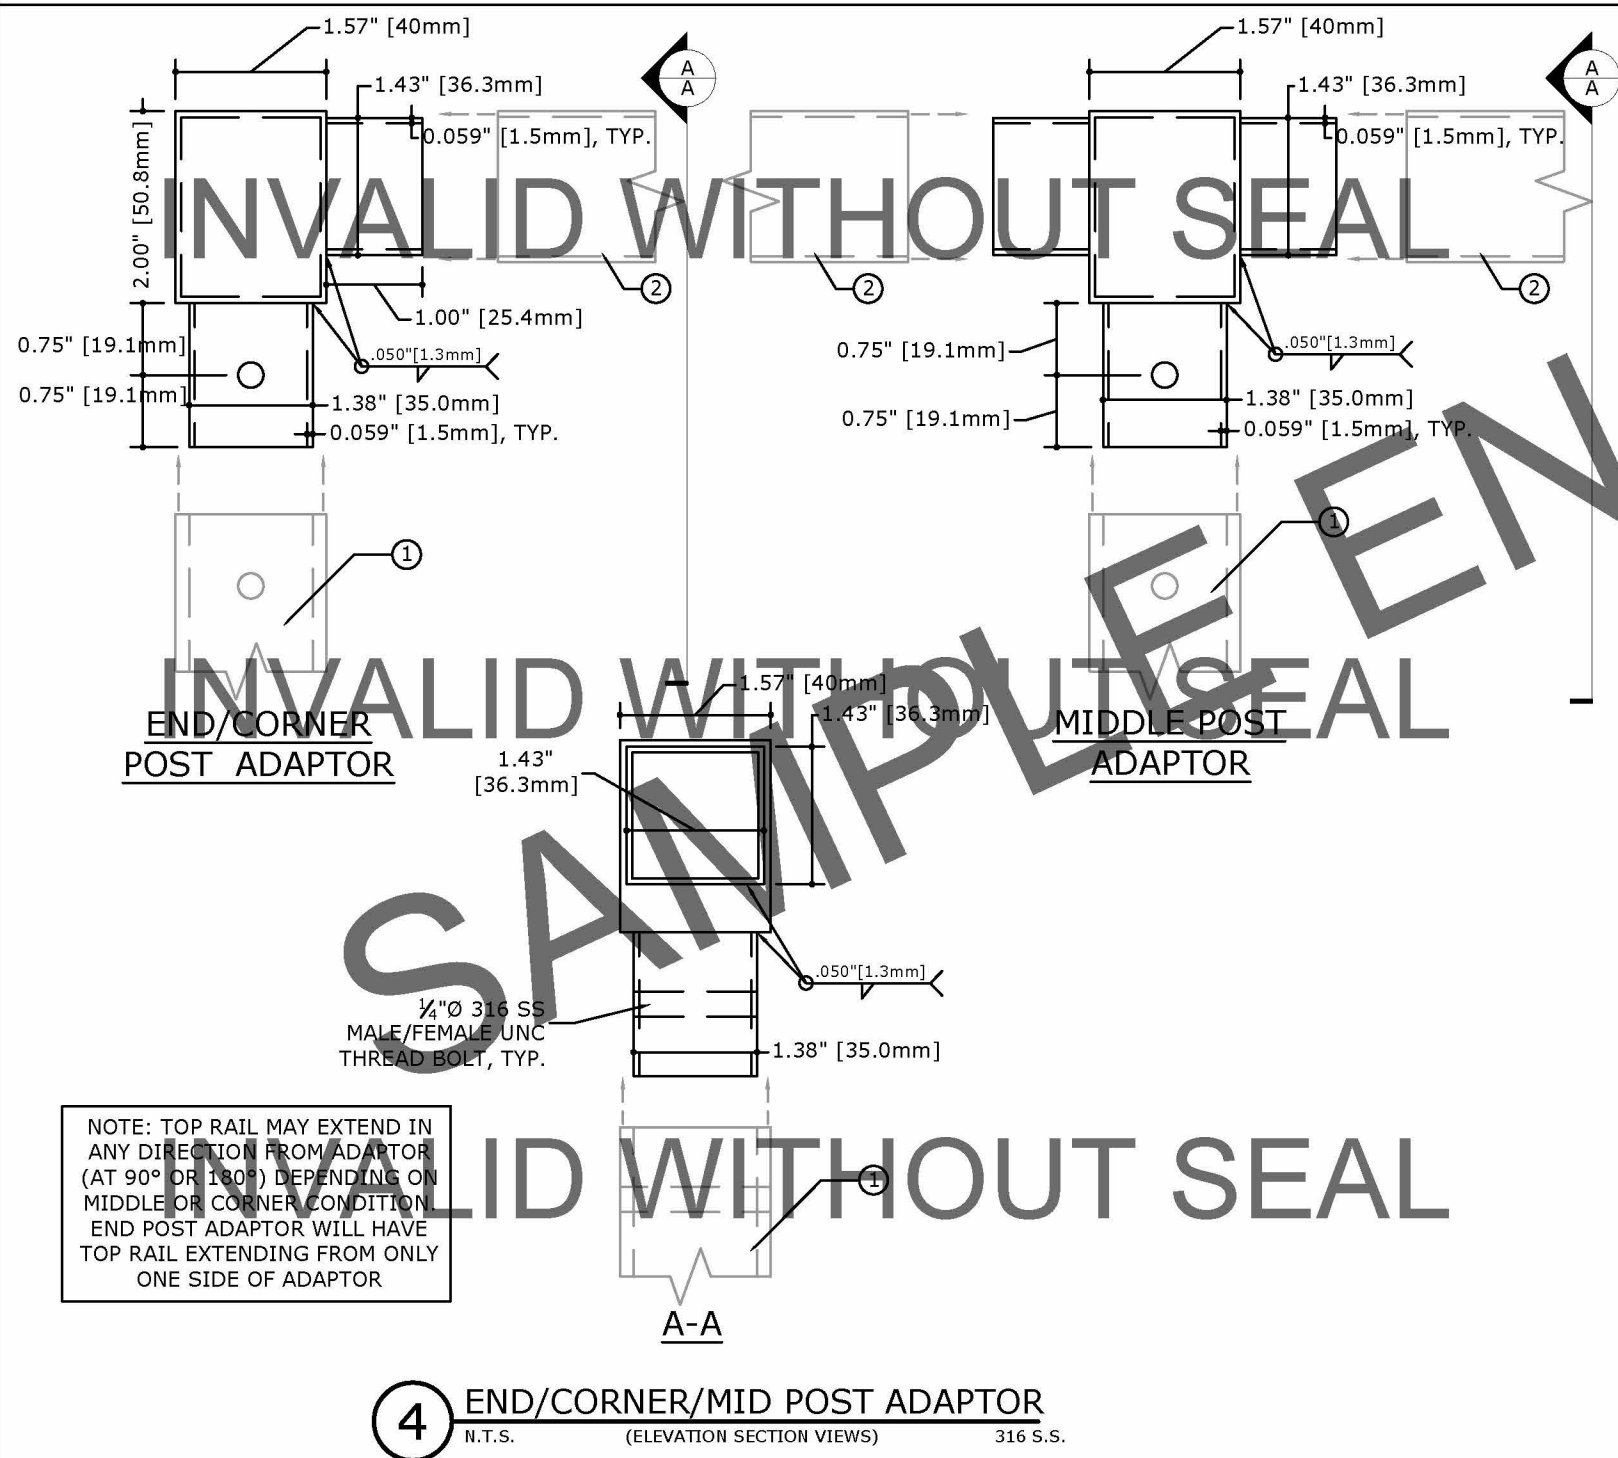 1.57" [40mm]
1.43" [36.3mm]
0.059" [1.5mm], TYP.
2.00" [50.8mm]
1.00" [25.4mm]
0.75" [19.1mm]
0.75" [19.1mm]
.050"[1.3mm]
1.38" [35.0mm]
0.059" [1.5mm], TYP.
2
1
END/CORNER
POST ADAPTOR
A
A
1.57" [40mm]
1.43" [36.3mm]
0.059" [1.5mm], TYP.
A
A
2
2
0.75" [19.1mm]
0.75" [19.1mm]
.050"[1.3mm]
1.38" [35.0mm]
0.059" [1.5mm], TYP.
1
MIDDLE POST
ADAPTOR
INVALID WITHOUT SEAL
INVALID WITHOUT SEAL
INVALID WITHOUT SEAL
SAMPLE EN
1.57" [40mm]
1.43" [36.3mm]
1.43"
[36.3mm]
.050"[1.3mm]
¼"Ø 316 SS
MALE/FEMALE UNC
THREAD BOLT, TYP.
1.38" [35.0mm]
1
A-A
NOTE: TOP RAIL MAY EXTEND IN
ANY DIRECTION FROM ADAPTOR
(AT 90° OR 180°) DEPENDING ON
MIDDLE OR CORNER CONDITION.
END POST ADAPTOR WILL HAVE
TOP RAIL EXTENDING FROM ONLY
ONE SIDE OF ADAPTOR
4
END/CORNER/MID POST ADAPTOR
N.T.S. (ELEVATION SECTION VIEWS) 316 S.S.